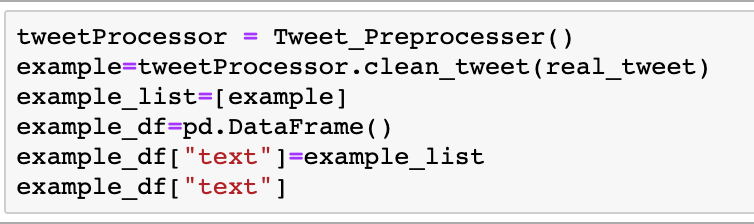 tweetProcessor = Tweet_Preprocesser()
example=tweetProcessor.clean_tweet(real_tweet)
example_list=[example]
example_df=pd.DataFrame()
example_df["text"]=example_list
example_df["text"]